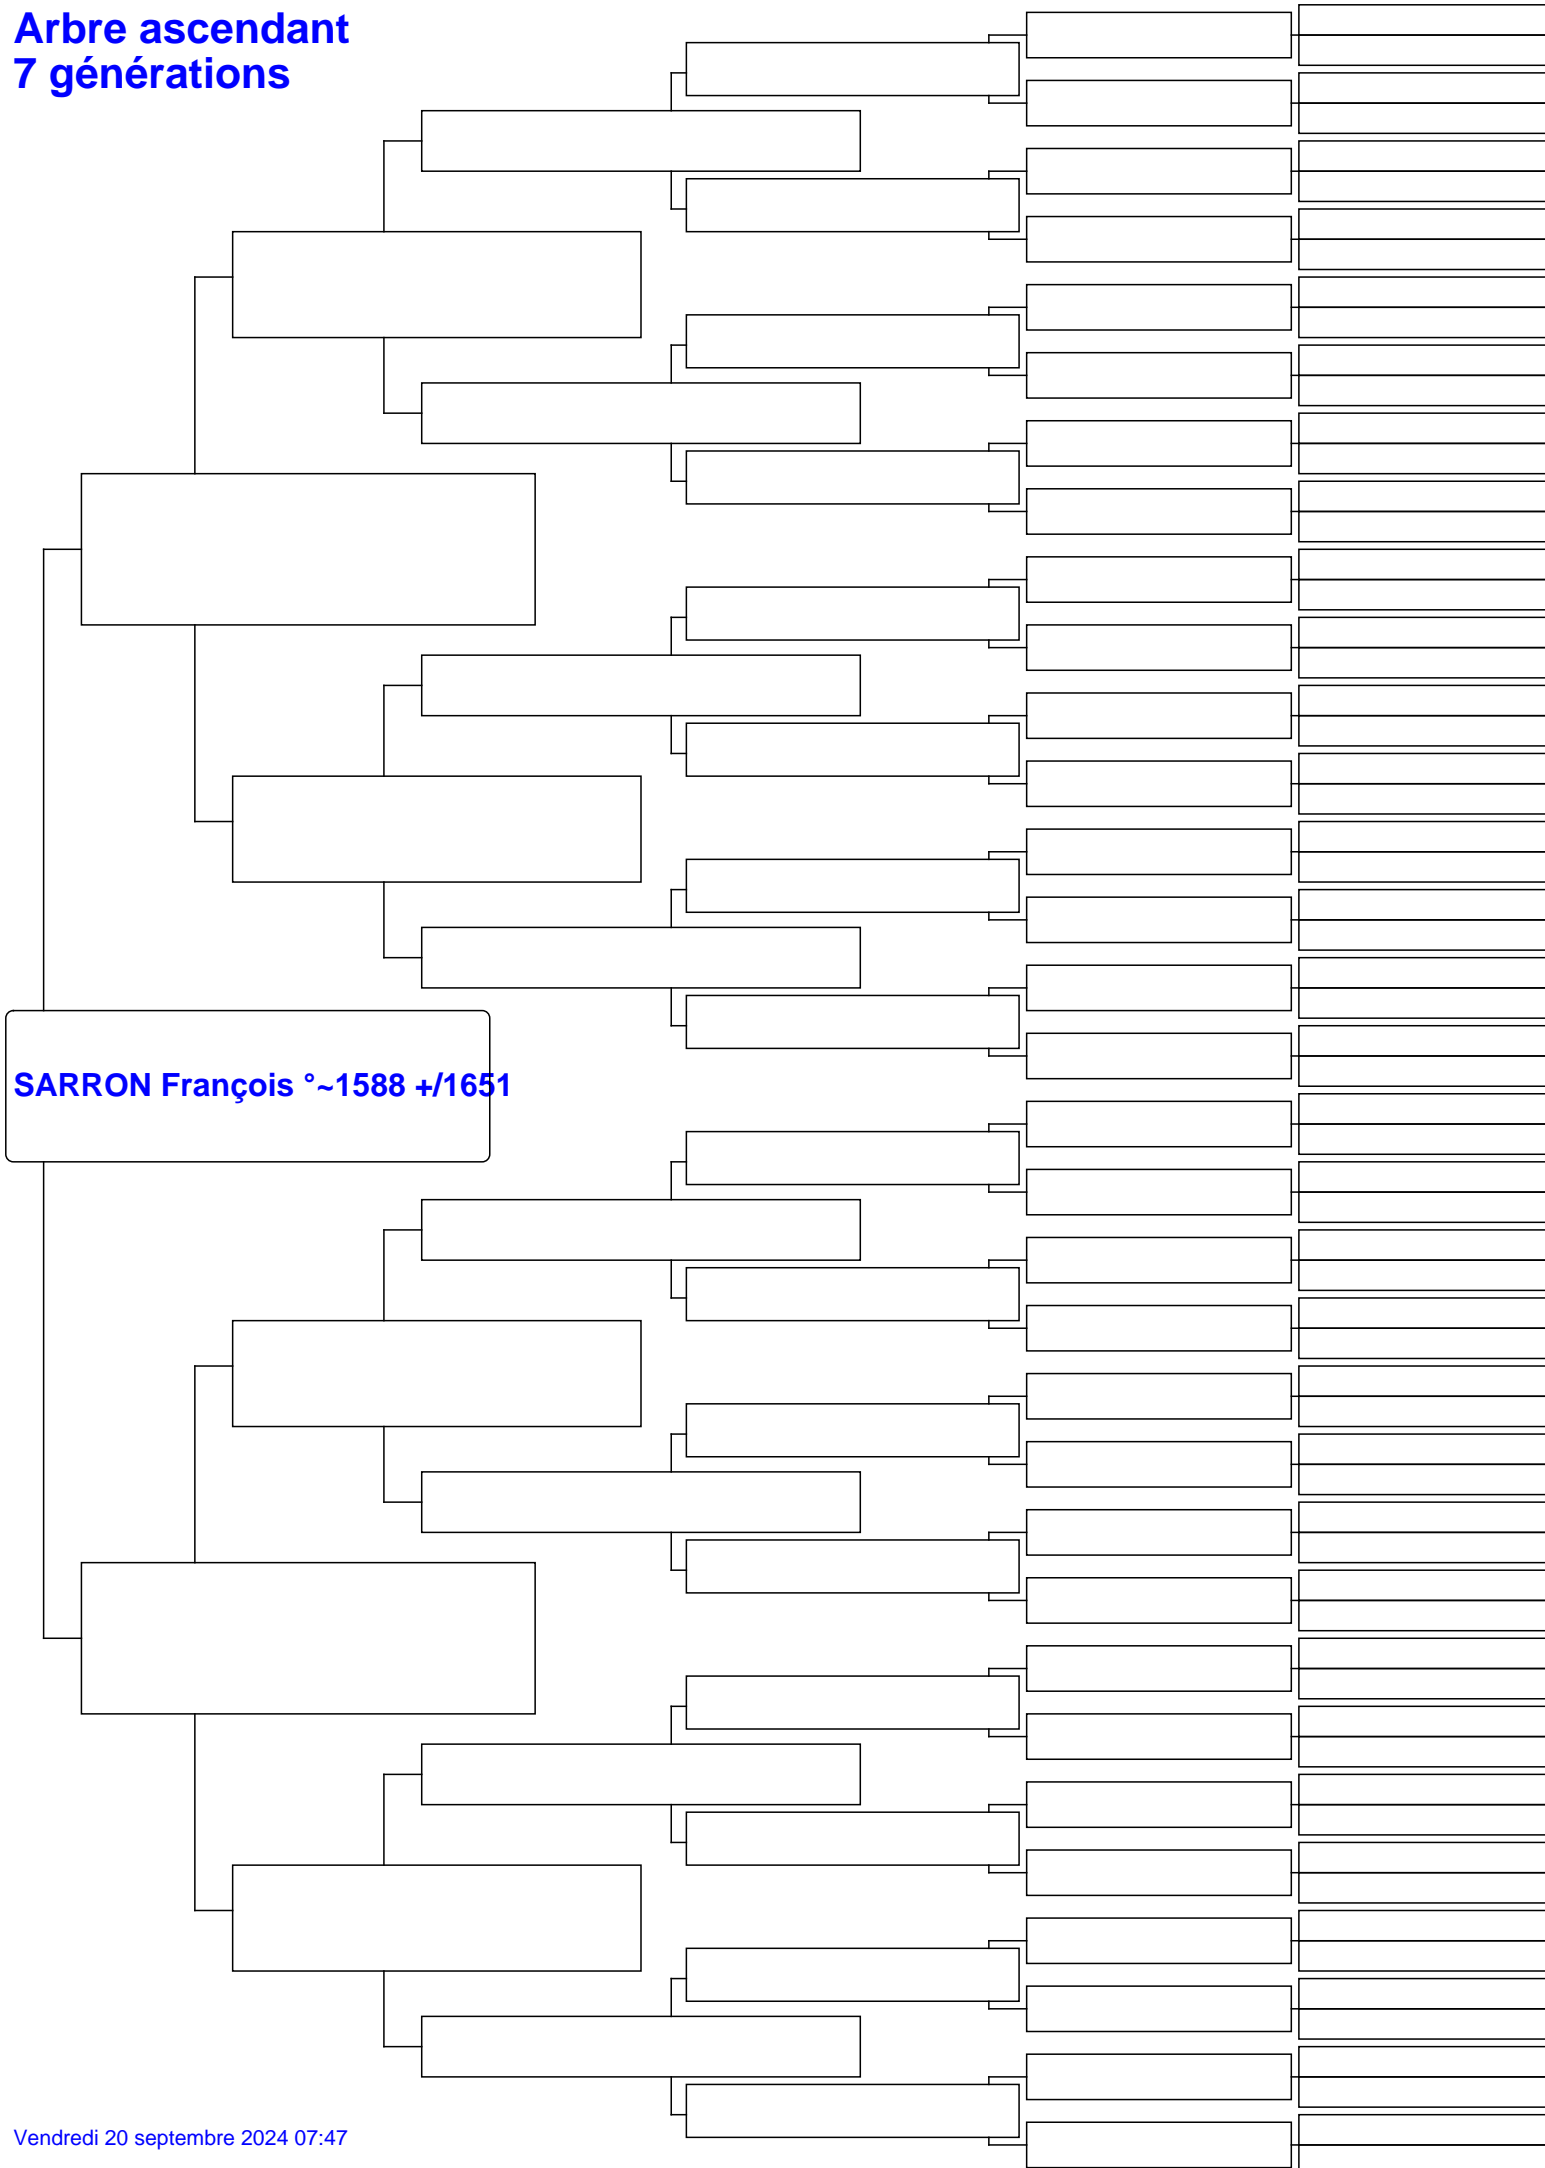 Arbre ascendant
7 générations
SARRON François °~1588 +/1651
Vendredi 20 septembre 2024 07:47